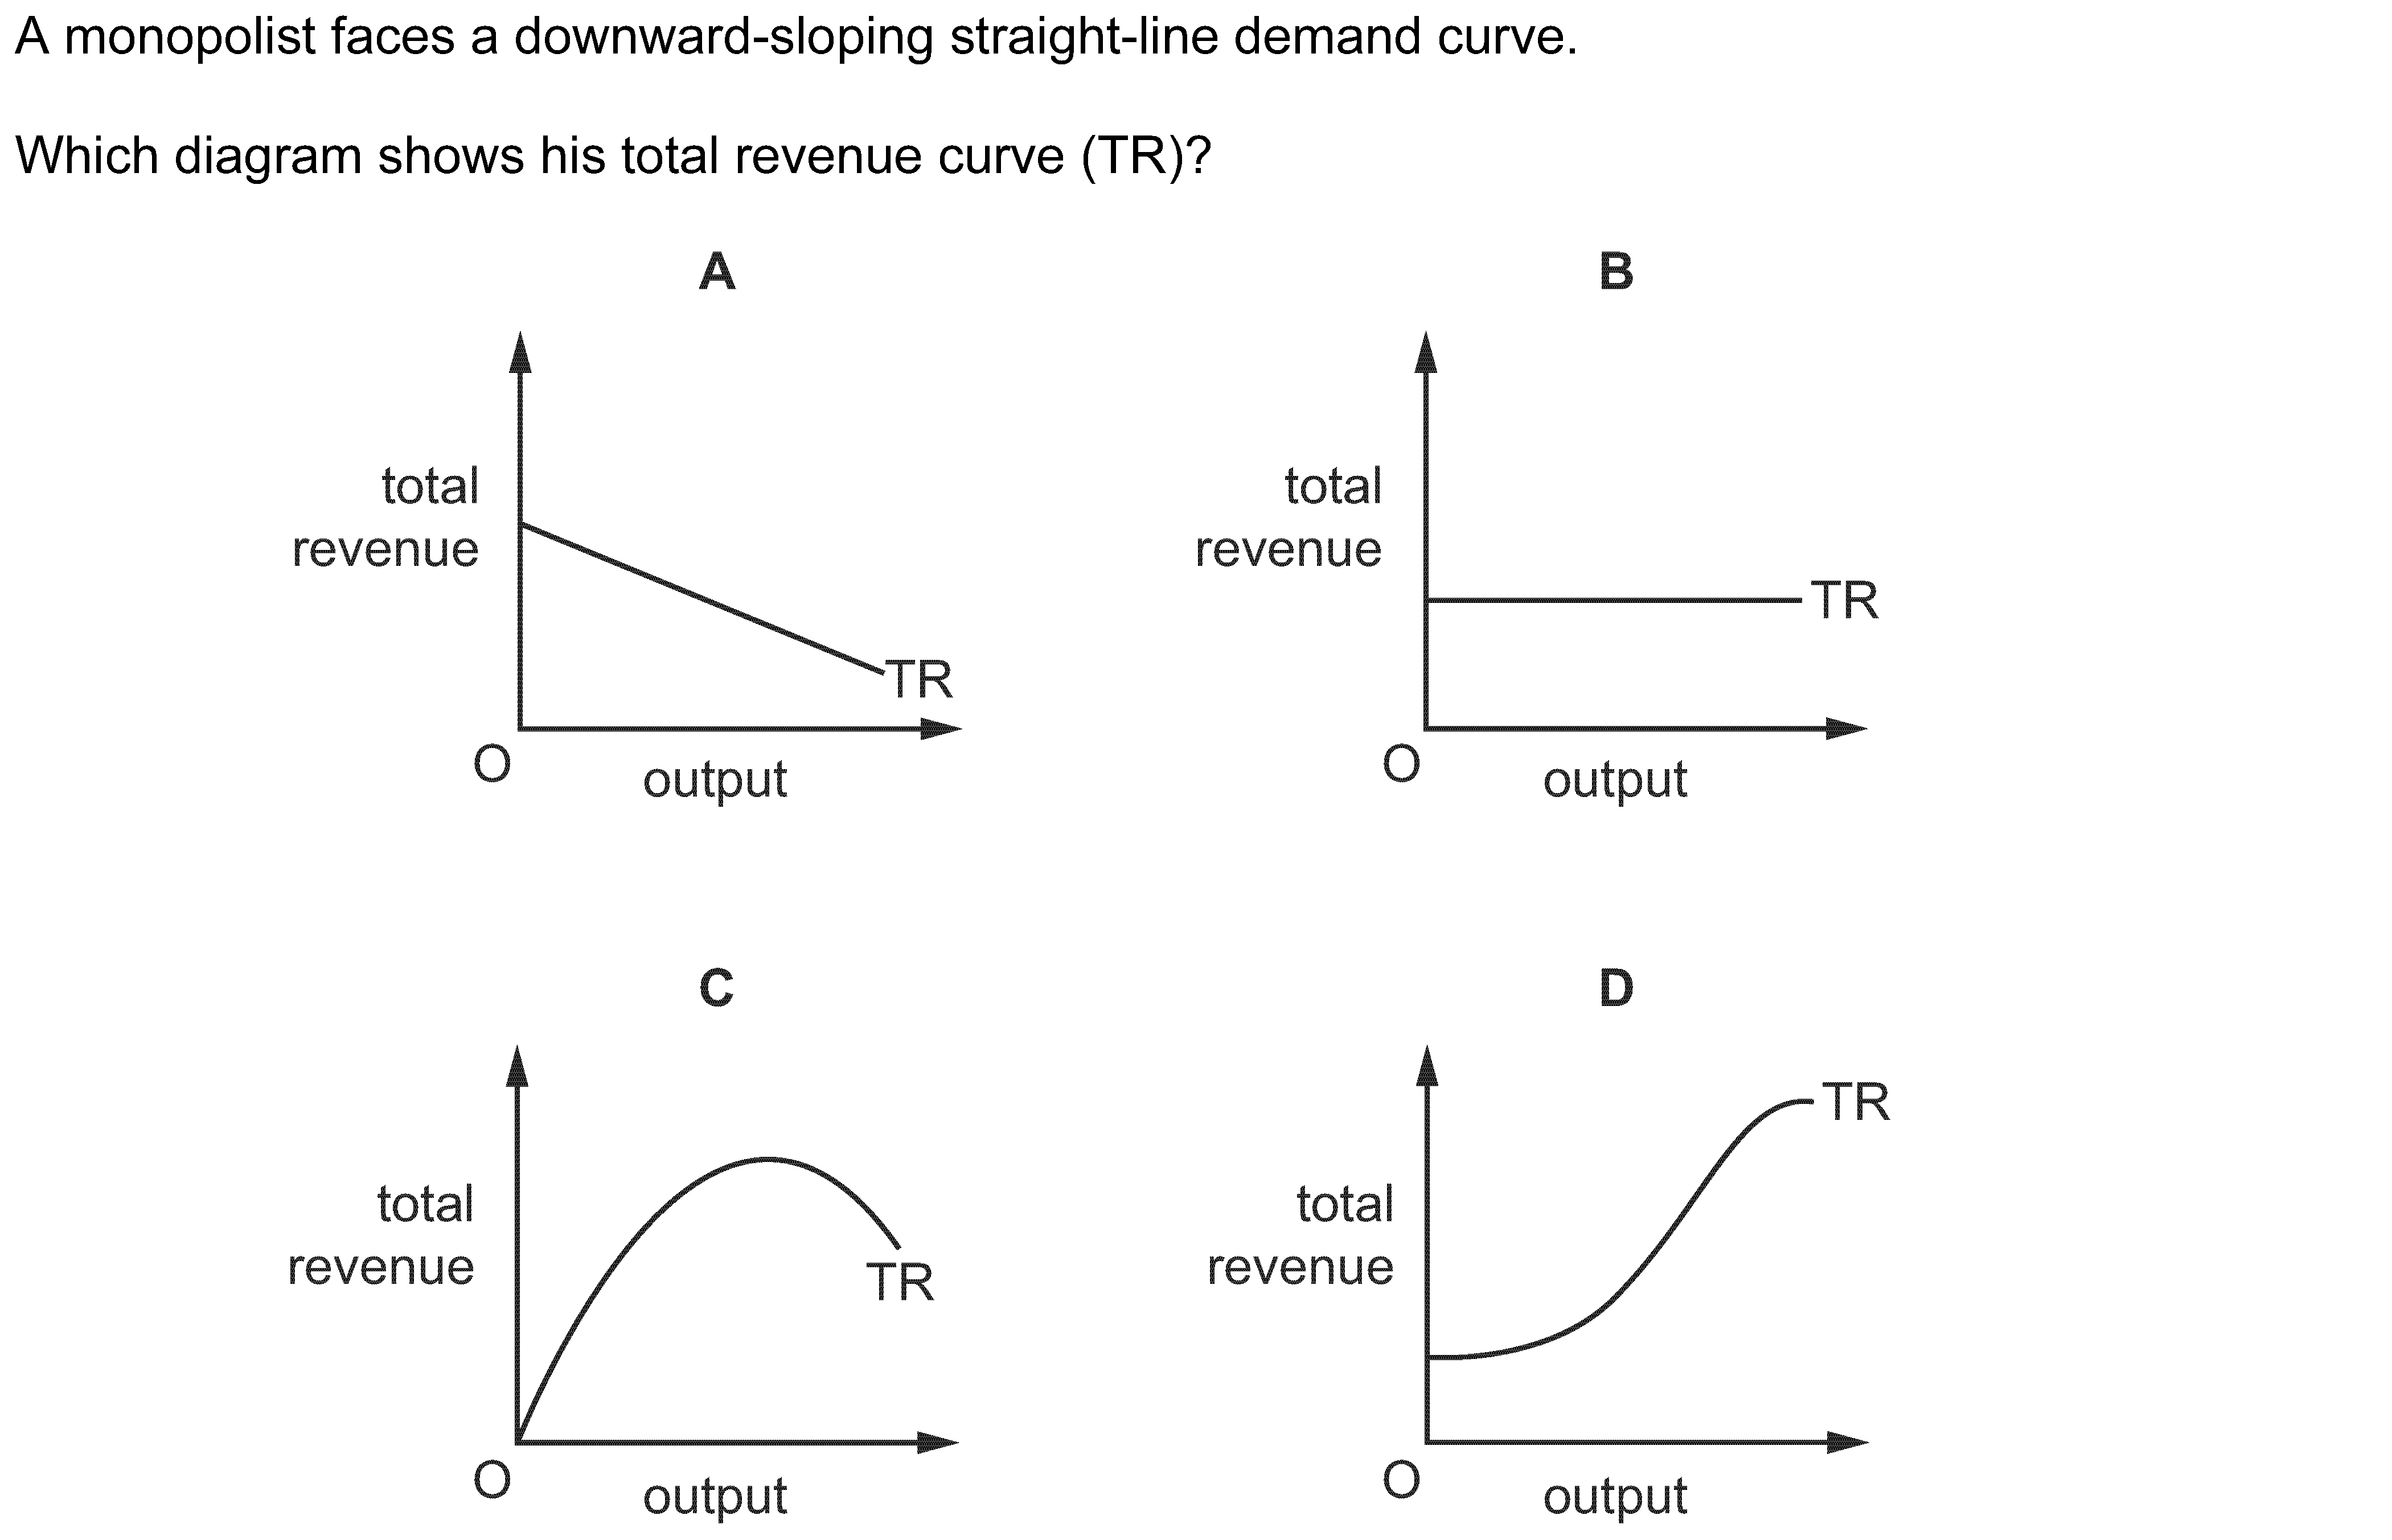 A monopolist faces a downward-sloping straight-line demand curve.
Which diagram shows his total revenue curve (TR)?
A
total
revenue
TR
O
output
B
total
revenue
TR
O
output
C
total
revenue
TR
O
output
D
total
revenue
TR
O
output